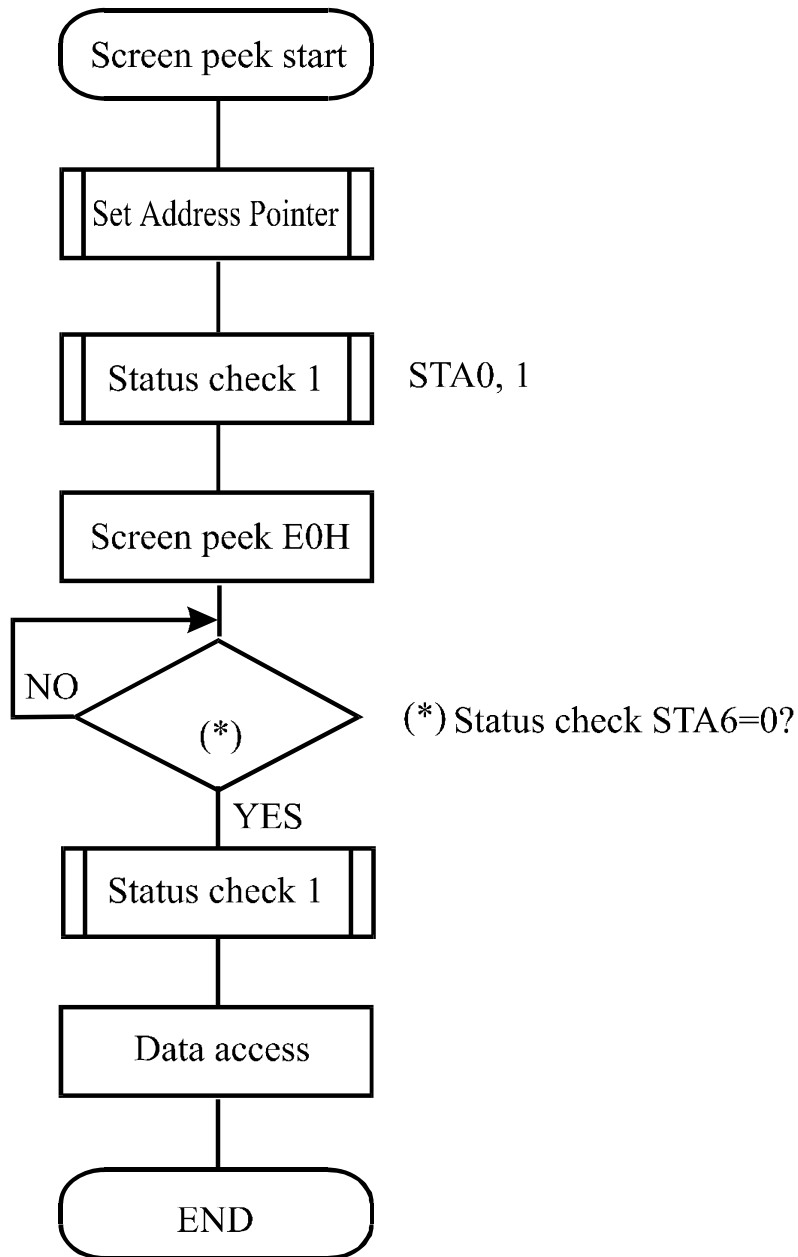 Screen peek start
Set Address Pointer
Status check 1
STA0, 1
Screen peek E0H
NO
(*)
(*) Status check STA6=0?
YES
Status check 1
Data access
END